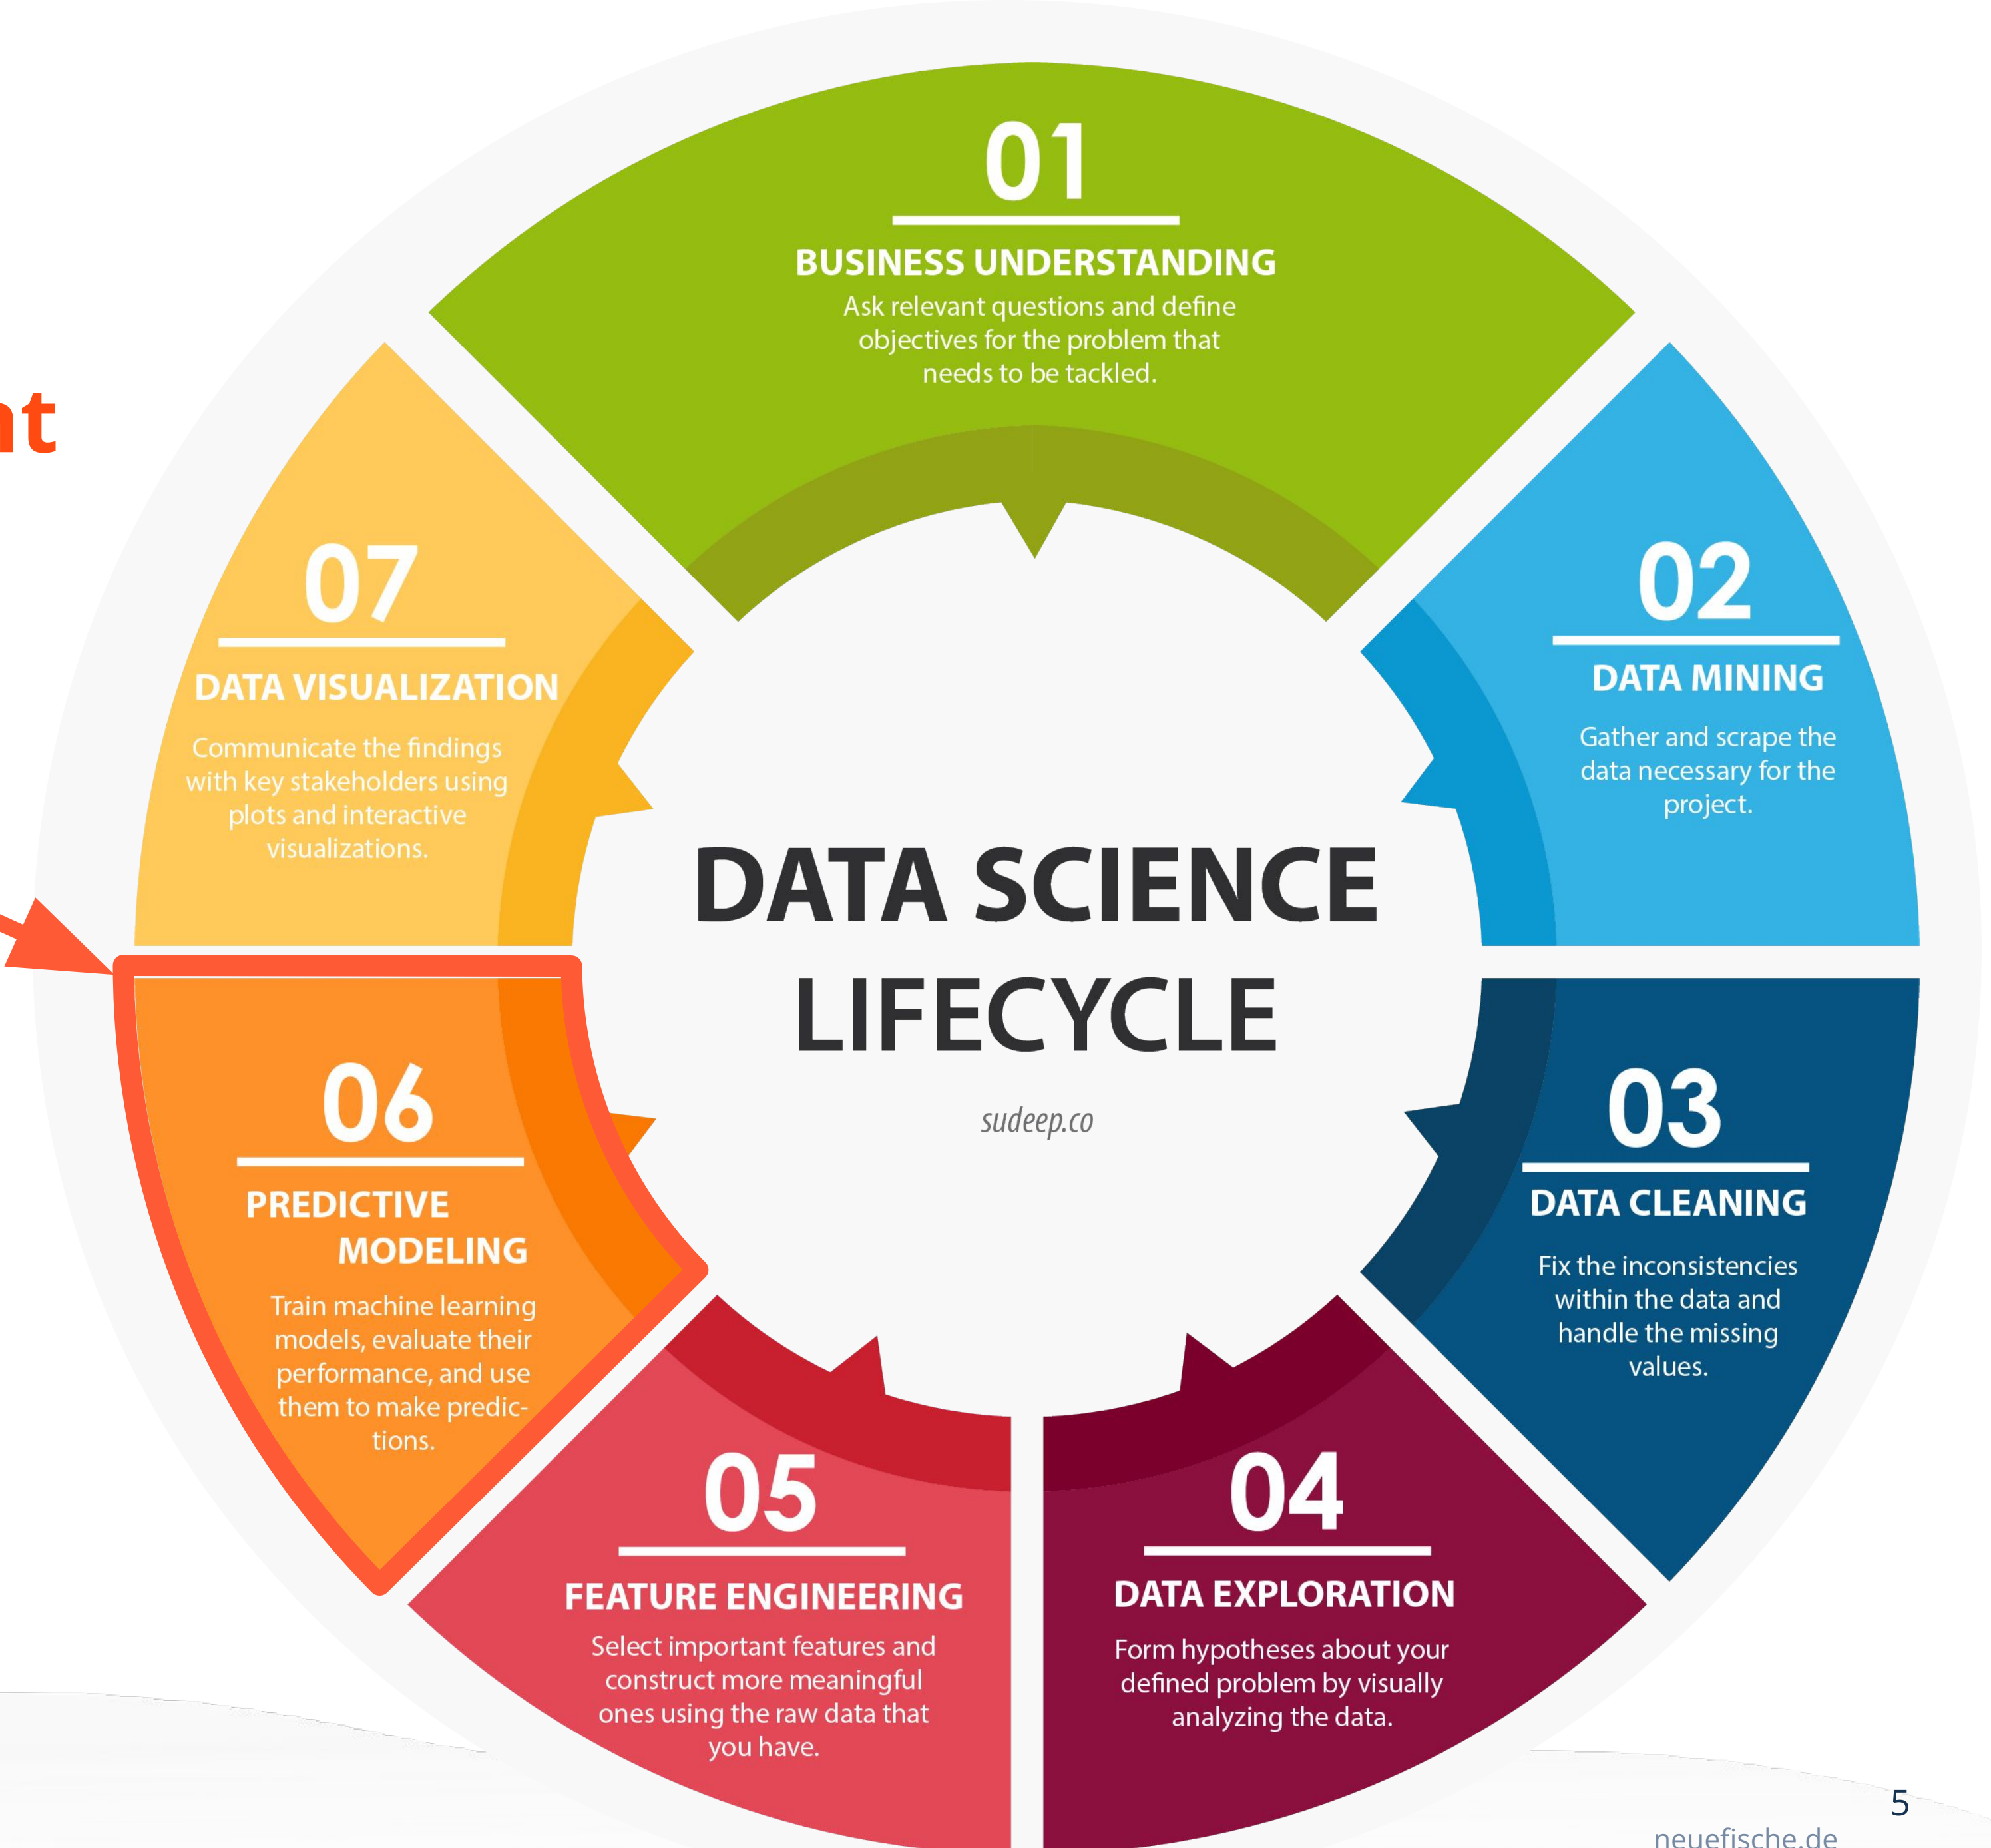 01
BUSINESS UNDERSTANDING
Ask relevant questions and define
objectives for the problem that
needs to be tackled.
02
DATA MINING
Gather and scrape the
data necessary for the
project.
03
DATA CLEANING
Fix the inconsistencies
within the data and
handle the missing
values.
04
DATA EXPLORATION
Form hypotheses about your
defined problem by visually
analyzing the data.
05
FEATURE ENGINEERING
Select important features and
construct more meaningful
ones using the raw data that
you have.
06
PREDICTIVE
MODELING
Train machine learning
models, evaluate their
performance, and use
them to make predic-
tions.
07
DATA VISUALIZATION
Communicate the findings
with key stakeholders using
plots and interactive
visualizations.
DATA SCIENCE
LIFECYCLE
sudeep.co
5
neuefische.de